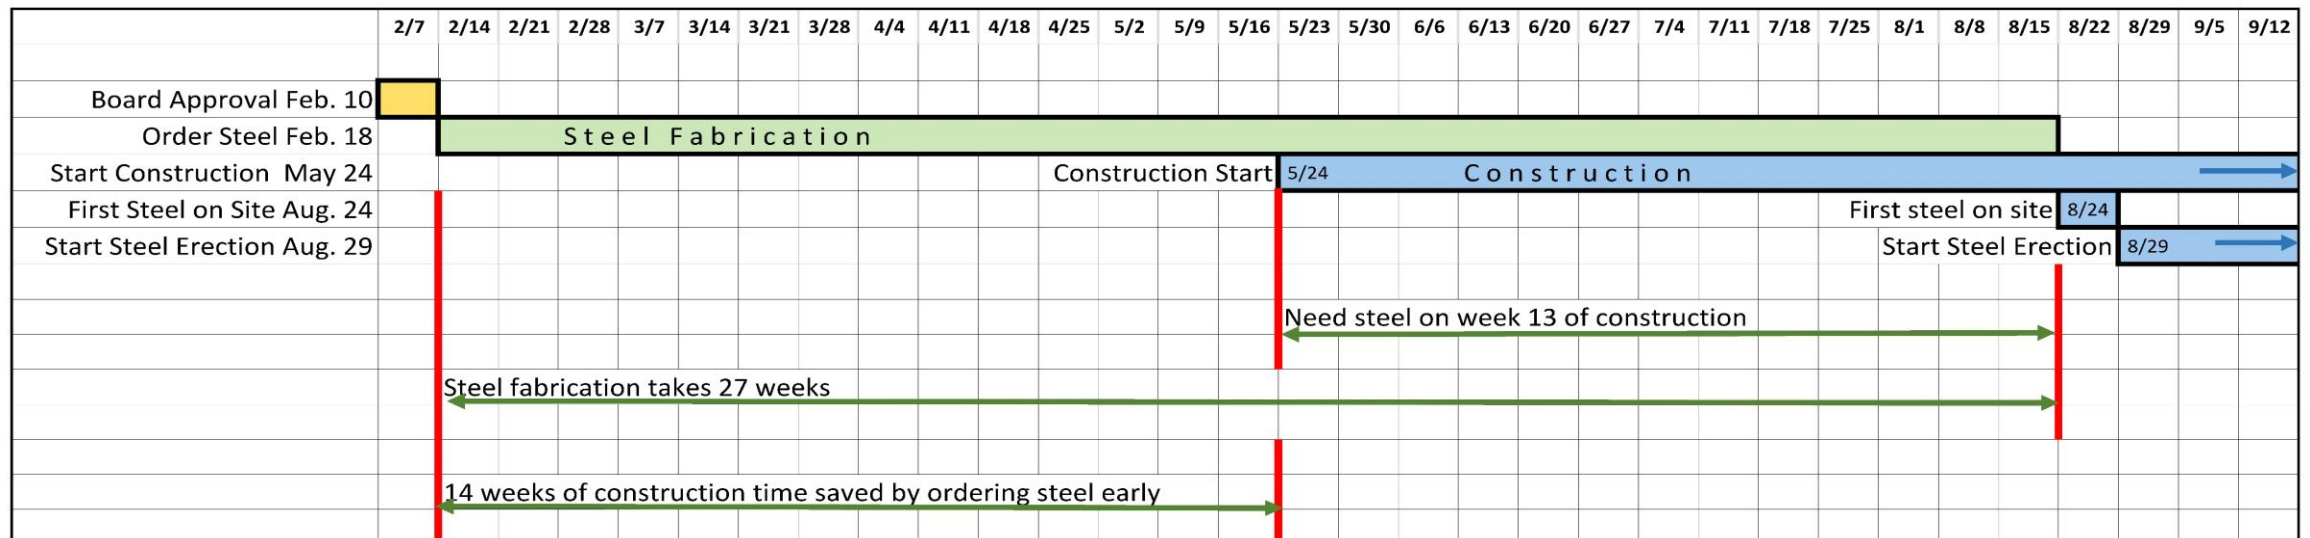 2/7 2/14 2/21 2/28 3/7 3/14 3/21 3/28 4/4 4/11 4/18 4/25 5/2 5/9 5/16 5/23 5/30 6/6 6/13 6/20 6/27 7/4 7/11 7/18 7/25 8/1 8/8 8/15 8/22 8/29 9/5 9/12
Board Approval Feb. 10
Order Steel Feb. 18 Steel Fabrication
Start Construction May 24 Construction Start 5/24 Construction
First Steel on Site Aug. 24 First steel on site 8/24
Start Steel Erection Aug. 29 Start Steel Erection 8/29
Need steel on week 13 of construction
Steel fabrication takes 27 weeks
14 weeks of construction time saved by ordering steel early